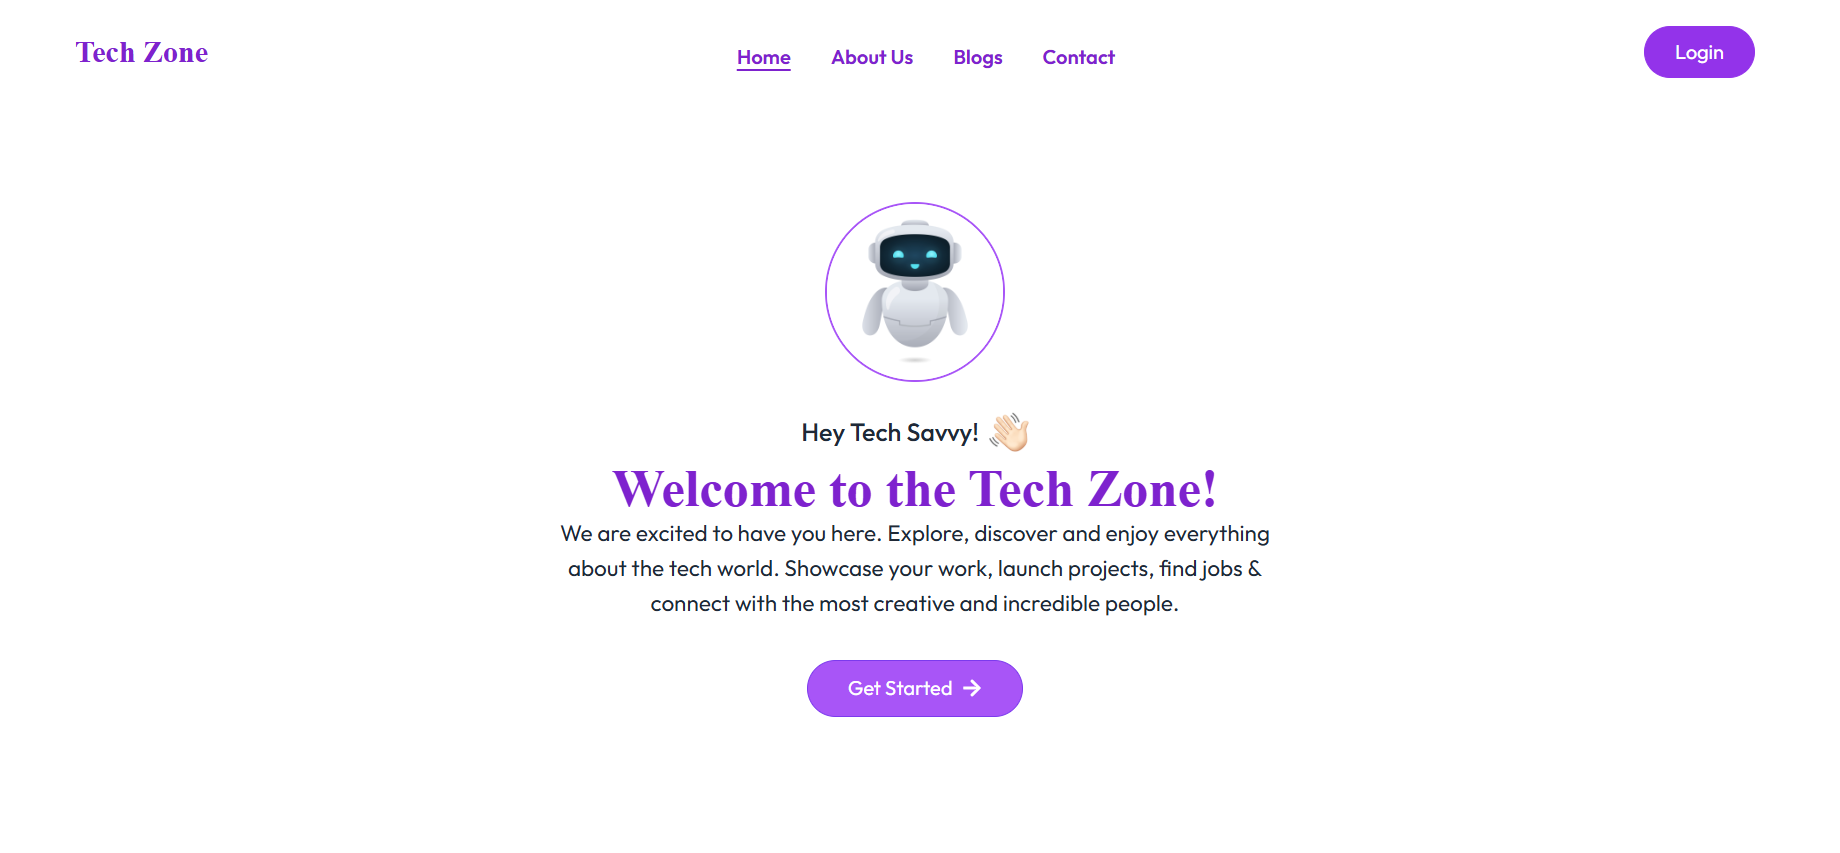 Tech Zone
Home About Us Blogs Contact
Login
Hey Tech Savvy! 👋🏻
Welcome to the Tech Zone!
We are excited to have you here. Explore, discover and enjoy everything
about the tech world. Showcase your work, launch projects, find jobs &
connect with the most creative and incredible people.
Get Started →